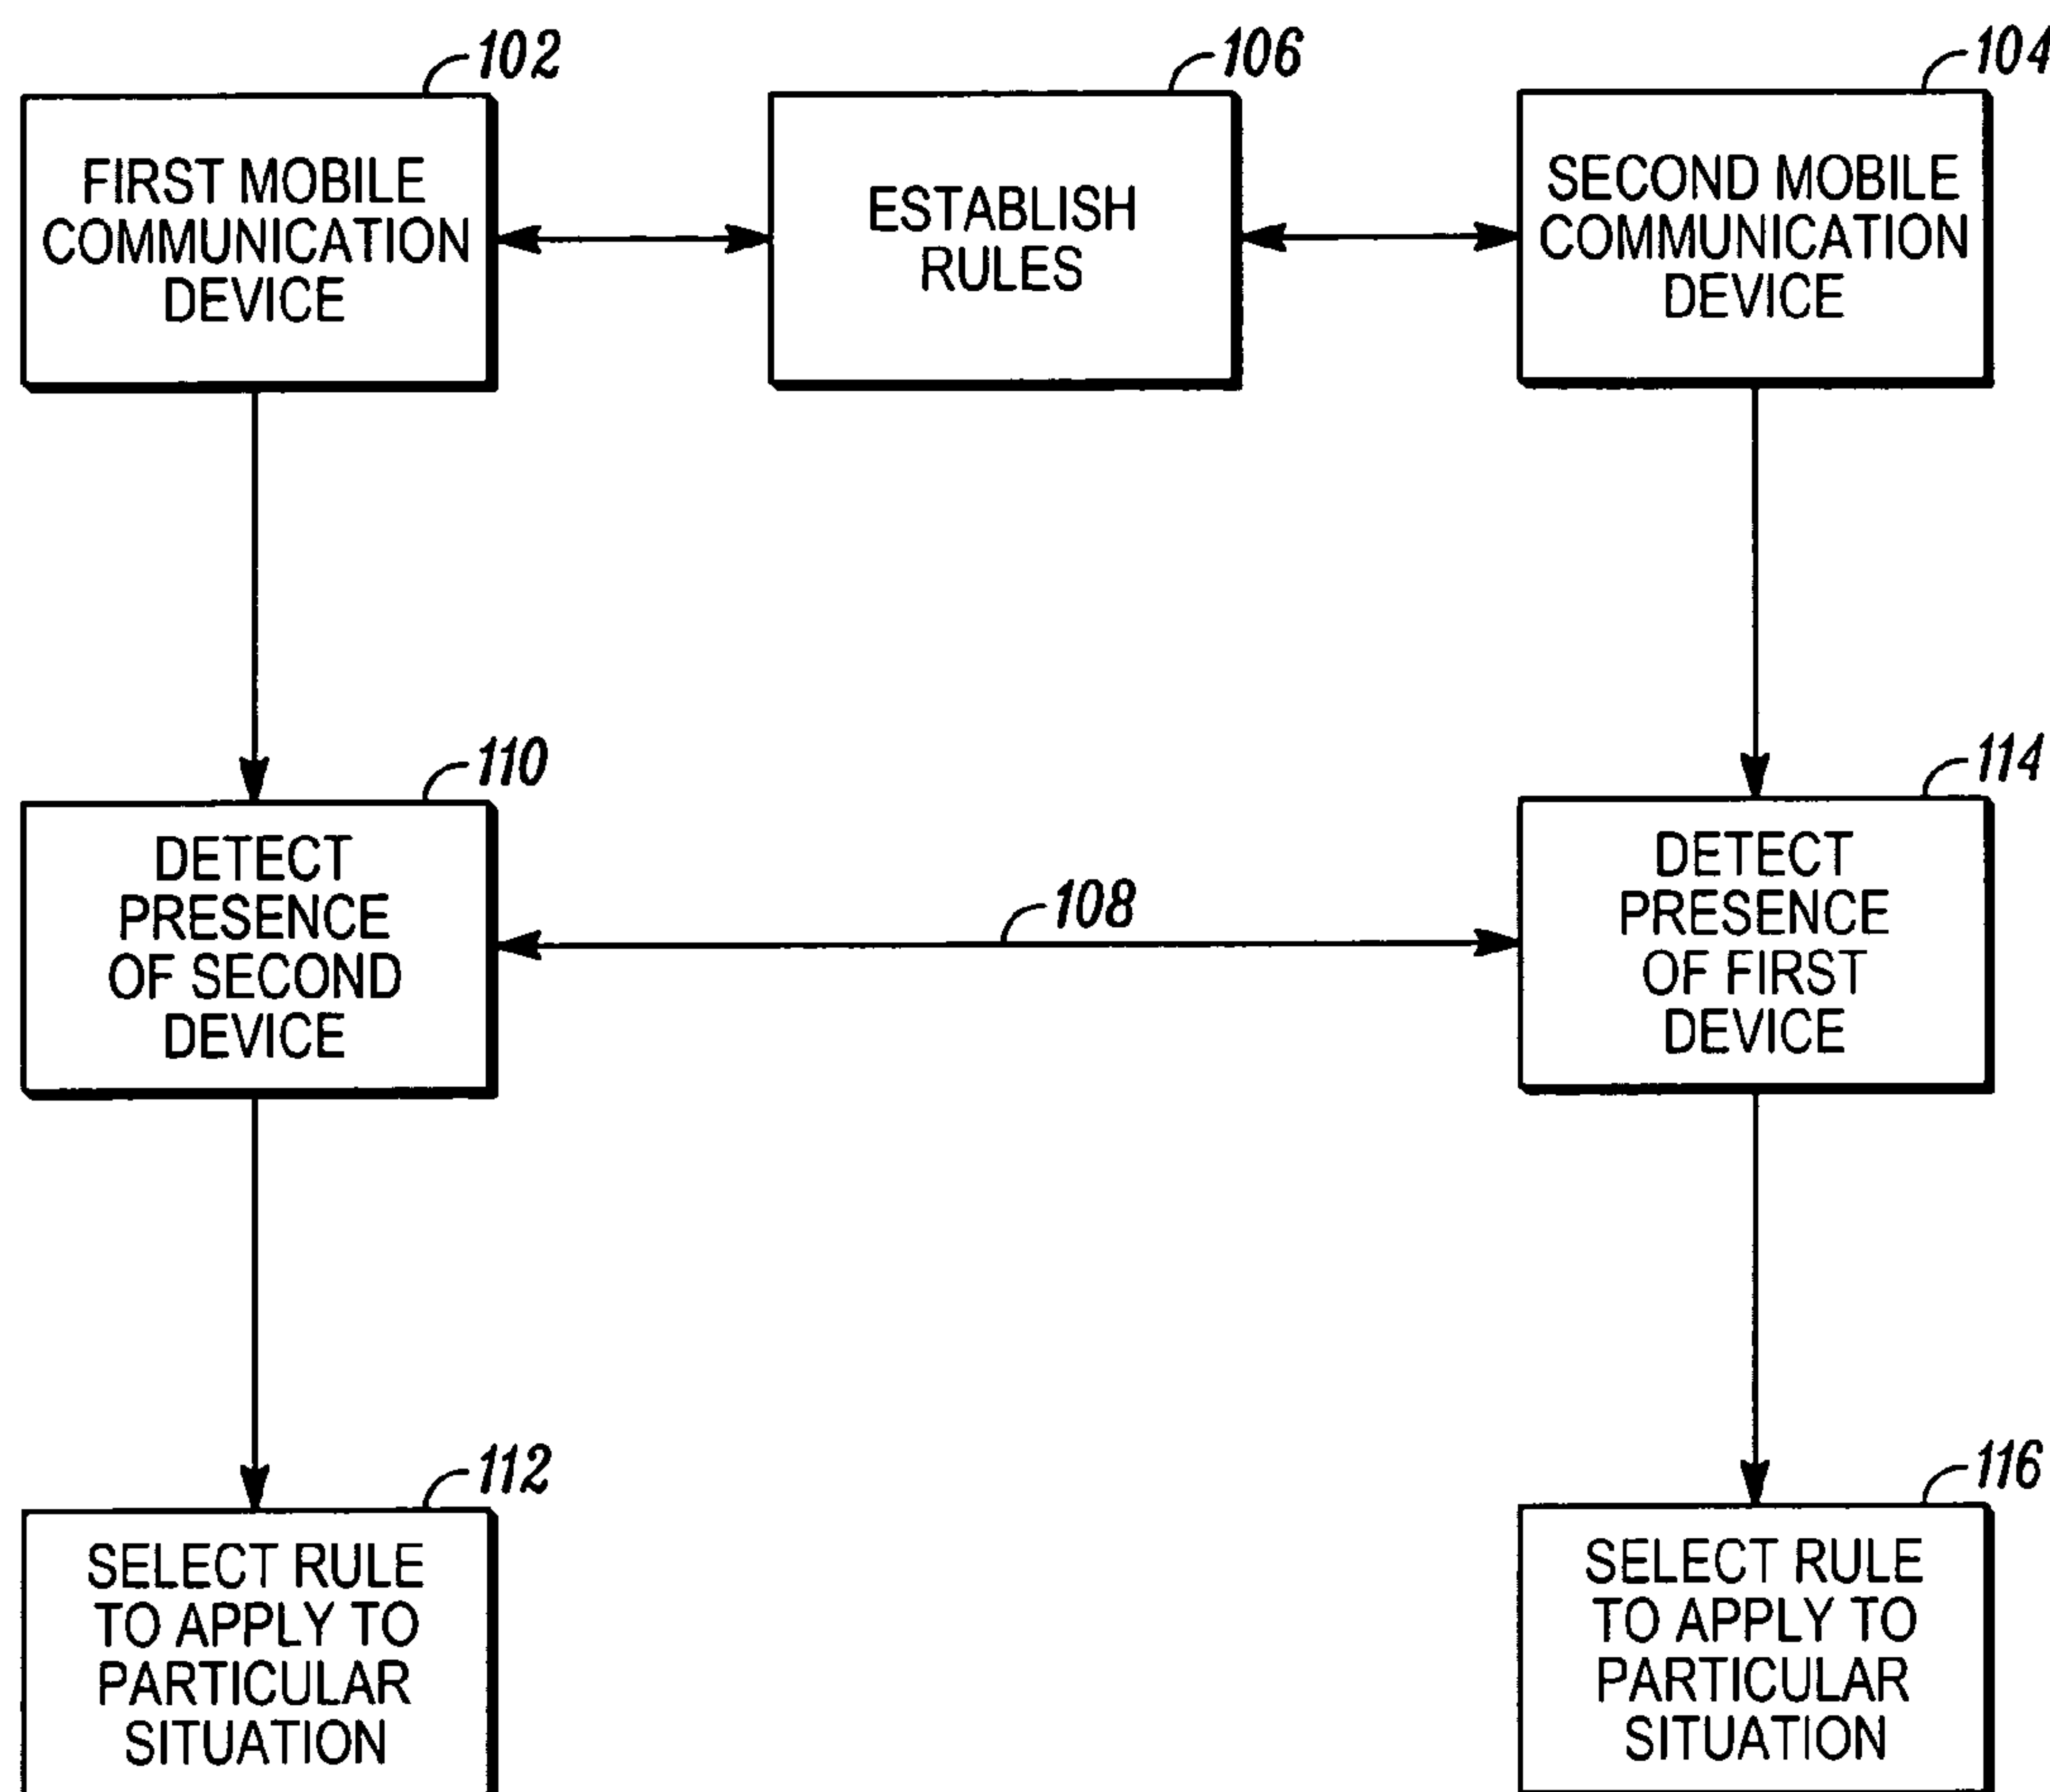 102
106
104
FIRST MOBILE
COMMUNICATION
DEVICE
ESTABLISH
RULES
SECOND MOBILE
COMMUNICATION
DEVICE
110
114
DETECT
PRESENCE
OF SECOND
DEVICE
108
DETECT
PRESENCE
OF FIRST
DEVICE
112
116
SELECT RULE
TO APPLY TO
PARTICULAR
SITUATION
SELECT RULE
TO APPLY TO
PARTICULAR
SITUATION